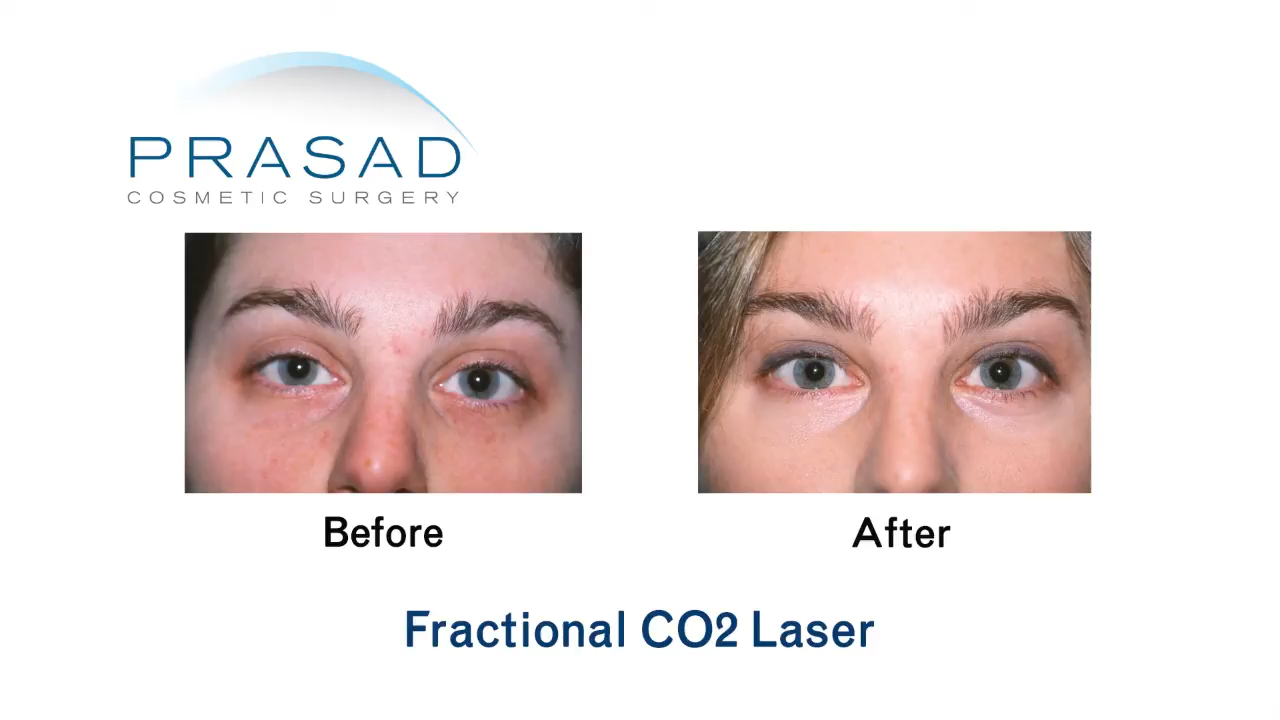 PRASAD
COSMETIC SURGERY
Before
After
Fractional CO2 Laser